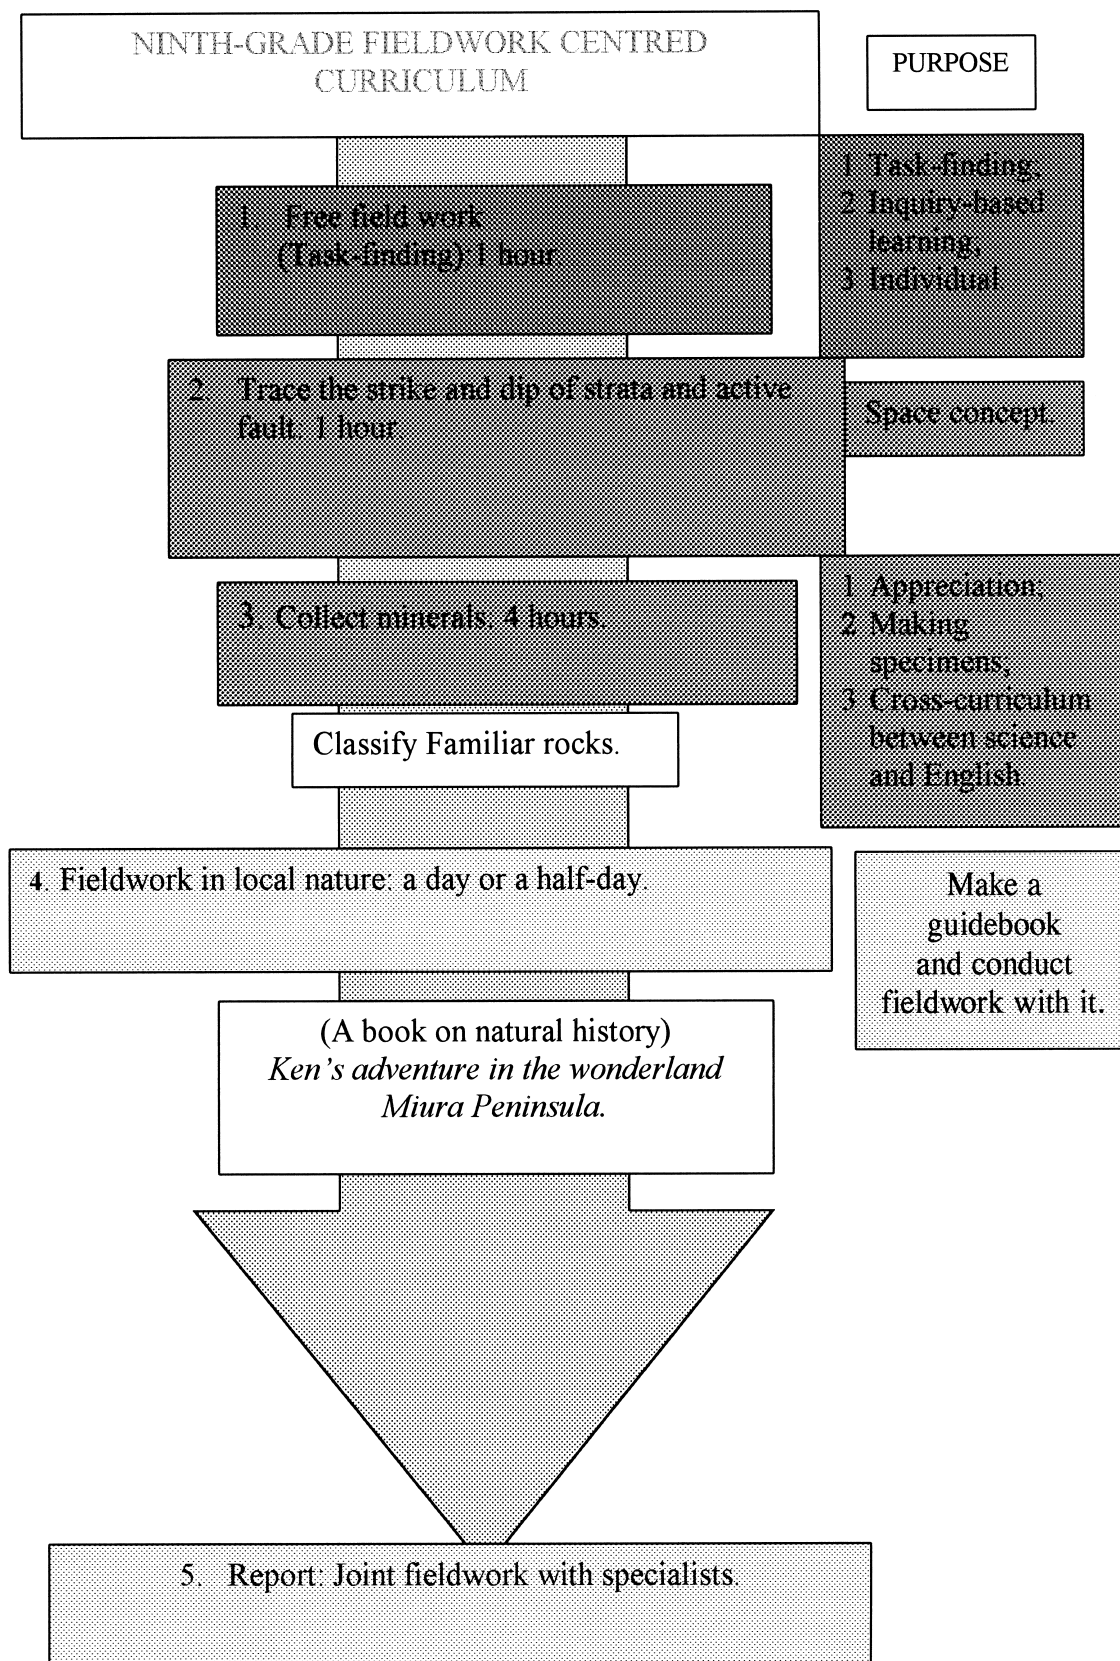 NINTH-GRADE FIELDWORK CENTRED
CURRICULUM
PURPOSE
1. Free field work
(Task-finding):1 hour.
1 Task-finding;
2 Inquiry-based
learning;
3 Individual.
2. Trace the strike and dip of strata and active
fault: 1 hour
Space concept.
3. Collect minerals. 4 hours.
1 Appreciation;
2 Making
specimens;
3 Cross-curriculum
between science
and English.
Classify Familiar rocks.
4. Fieldwork in local nature: a day or a half-day.
Make a
guidebook
and conduct
fieldwork with it.
(A book on natural history)
Ken's adventure in the wonderland
Miura Peninsula.
5. Report: Joint fieldwork with specialists.